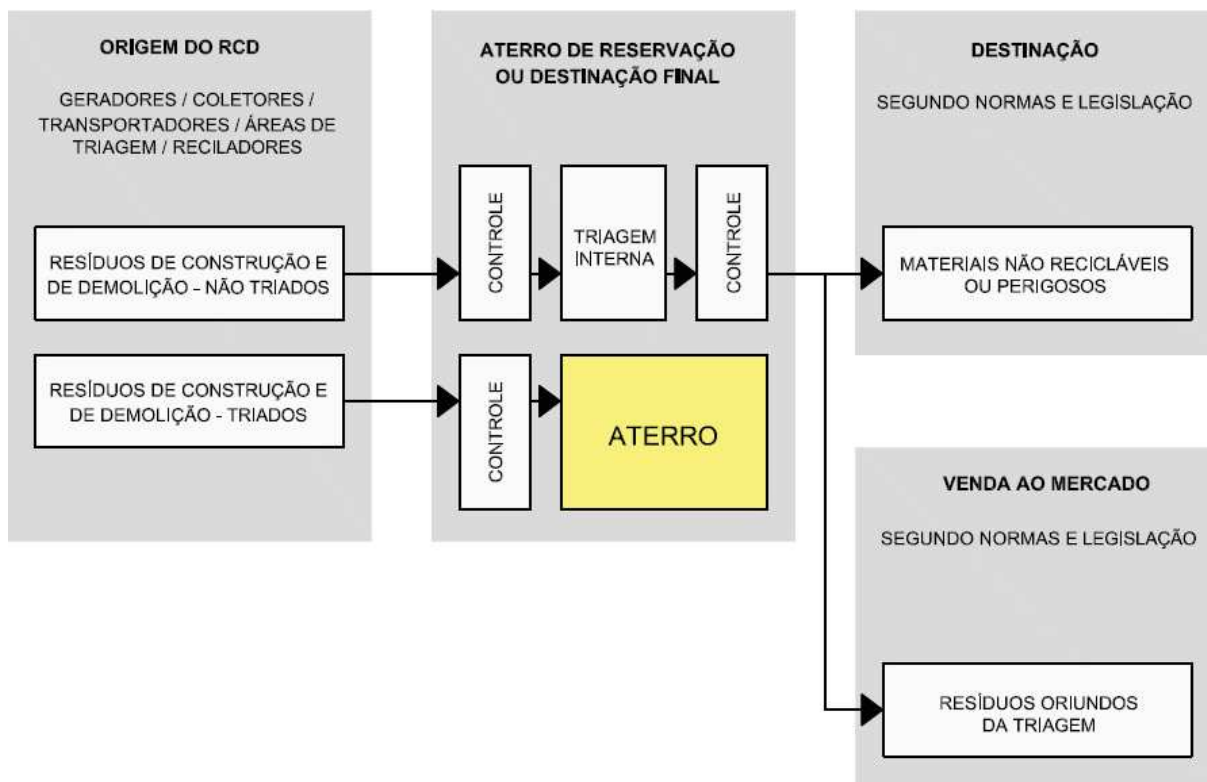 ORIGEM DO RCD
GERADORES / COLETORES /
TRANSPORTADORES / ÁREAS DE
TRIAGEM / RECILADORES
RESÍDUOS DE CONSTRUÇÃO E
DE DEMOLIÇÃO - NÃO TRIADOS
RESÍDUOS DE CONSTRUÇÃO E
DE DEMOLIÇÃO - TRIADOS
ATERRO DE RESERVAÇÃO
OU DESTINAÇÃO FINAL
CONTROLE
TRIAGEM
INTERNA
CONTROLE
CONTROLE
ATERRO
DESTINAÇÃO
SEGUNDO NORMAS E LEGISLAÇÃO
MATERIAIS NÃO RECICLÁVEIS
OU PERIGOSOS
VENDA AO MERCADO
SEGUNDO NORMAS E LEGISLAÇÃO
RESÍDUOS ORIUNDOS
DA TRIAGEM